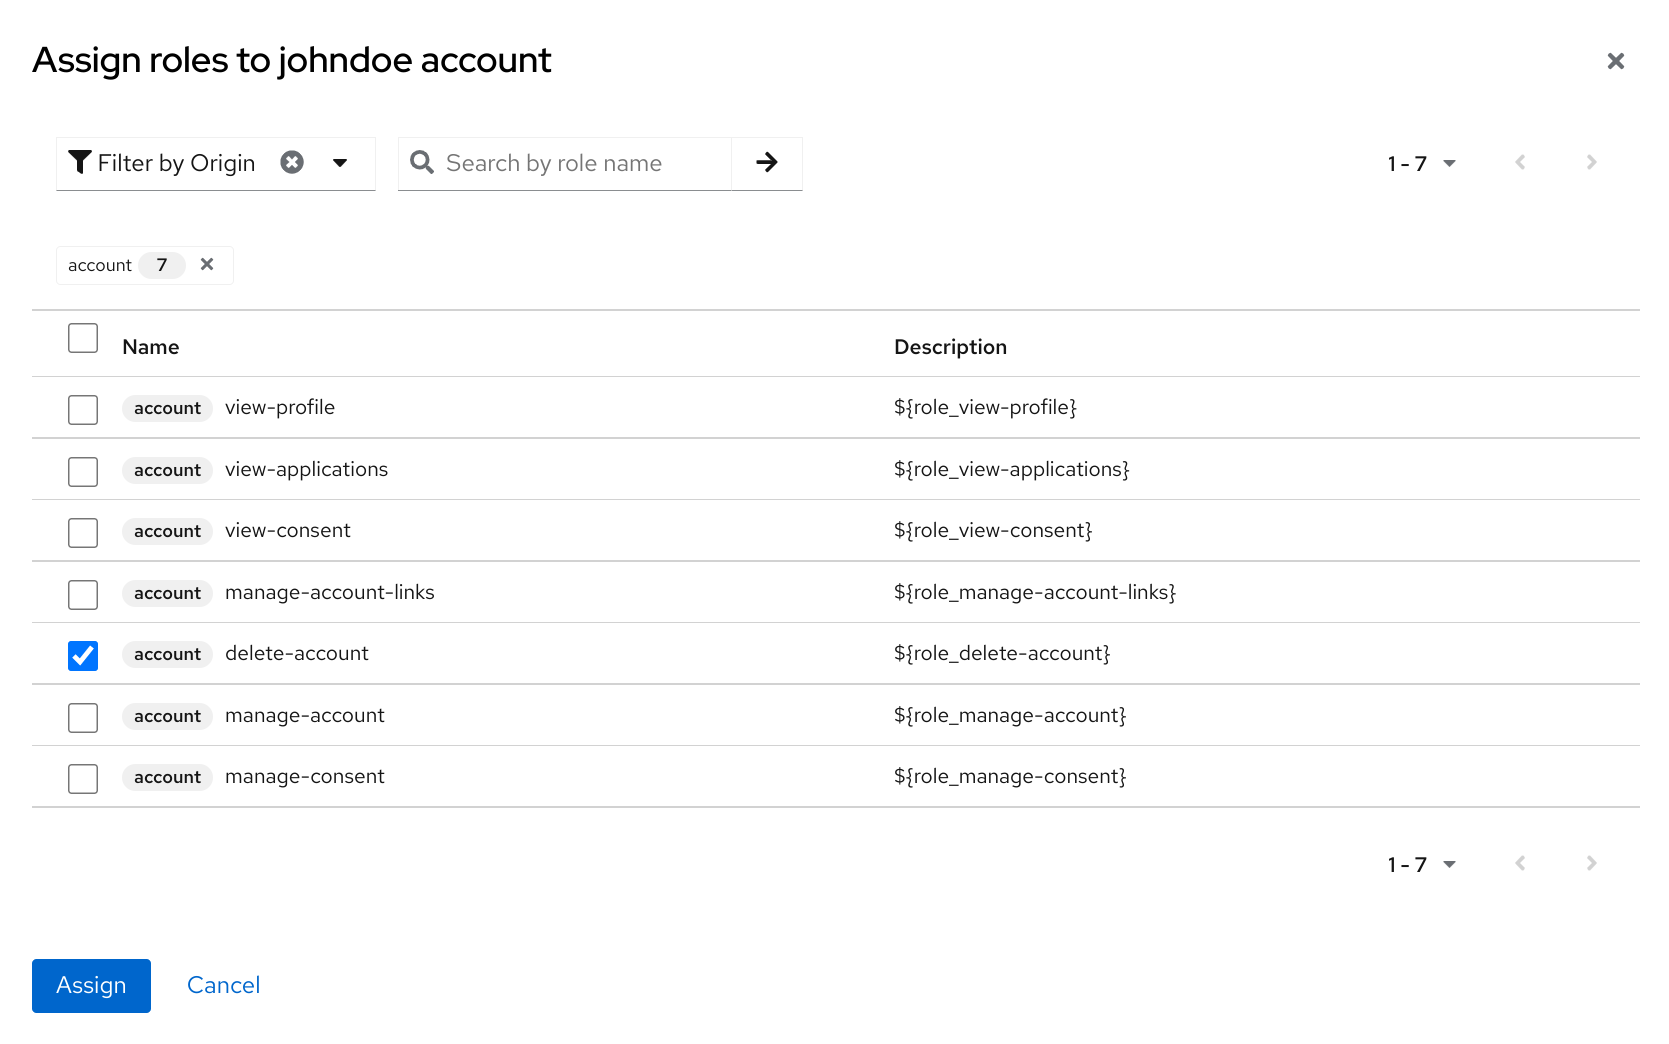 Assign roles to johndoe account
Filter by Origin Search by role name 1 - 7
account 7
Name Description
account view-profile ${role_view-profile}
account view-applications ${role_view-applications}
account view-consent ${role_view-consent}
account manage-account-links ${role_manage-account-links}
account delete-account ${role_delete-account}
account manage-account ${role_manage-account}
account manage-consent ${role_manage-consent}
1 - 7
Assign Cancel